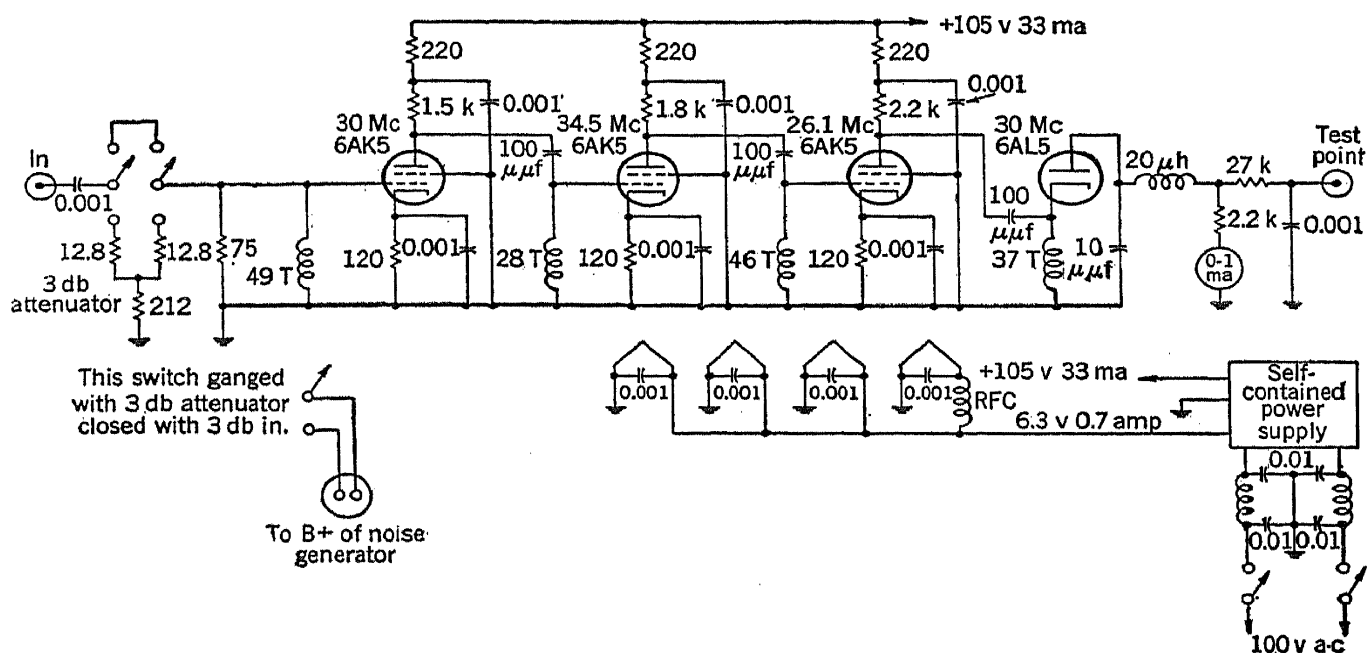 +105 v 33 ma
220
220
220
1.5 k
0.001
1.8 k
0.001
2.2 k
0.001
30 Mc
6AK5
34.5 Mc
6AK5
26.1 Mc
6AK5
30 Mc
6AL5
100
μμf
100
μμf
100
μμf
In
0.001
20 μh
27 k
Test
point
2.2 k
0.001
0-1
ma
12.8
12.8
75
49 T
120
0.001
28 T
120
0.001
46 T
120
0.001
37 T
10
μμf
3 db
attenuator
212
This switch ganged
with 3 db attenuator
closed with 3 db in.
To B+ of noise
generator
0.001
0.001
0.001
0.001
RFC
+105 v 33 ma
6.3 v 0.7 amp
Self-
contained
power
supply
0.01
0.01
0.01
100 v a-c